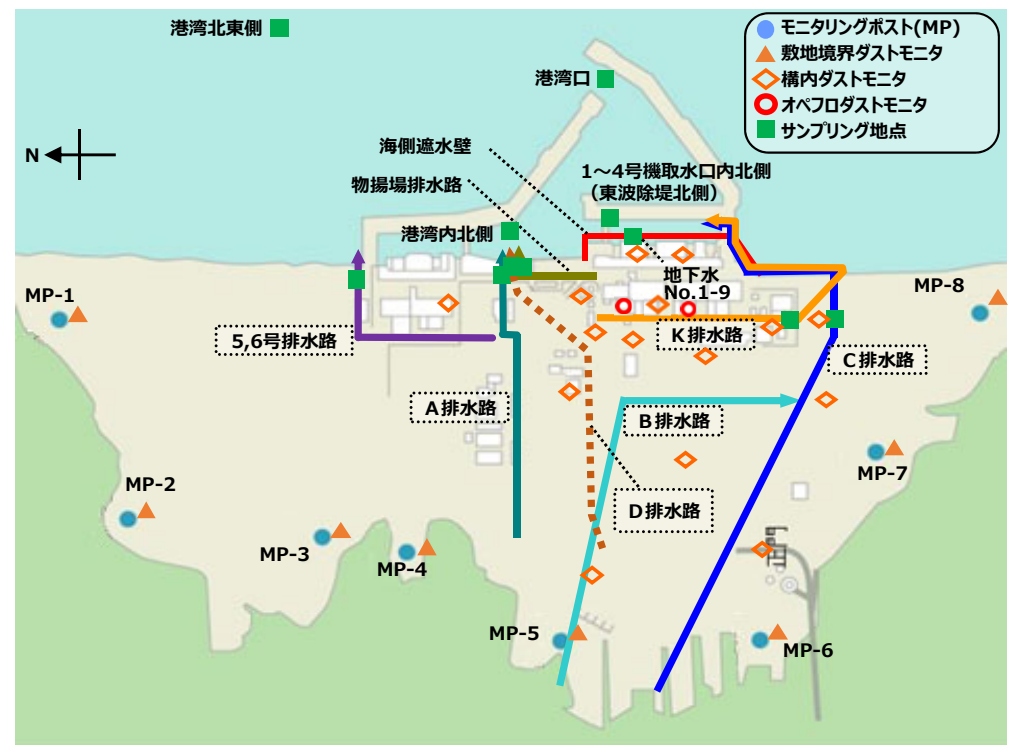 港湾北東側
モニタリングポスト(MP)
敷地境界ダストモニタ
構内ダストモニタ
オペフロダストモニタ
サンプリング地点
港湾口
N
海側遮水壁
物揚場排水路
1～4号機取水口内北側
（東波除堤北側）
港湾内北側
地下水
No.1-9
MP-1
MP-8
5,6号排水路
K排水路
C排水路
A排水路
B排水路
MP-7
MP-2
D排水路
MP-3
MP-4
正門
MP-5
MP-6